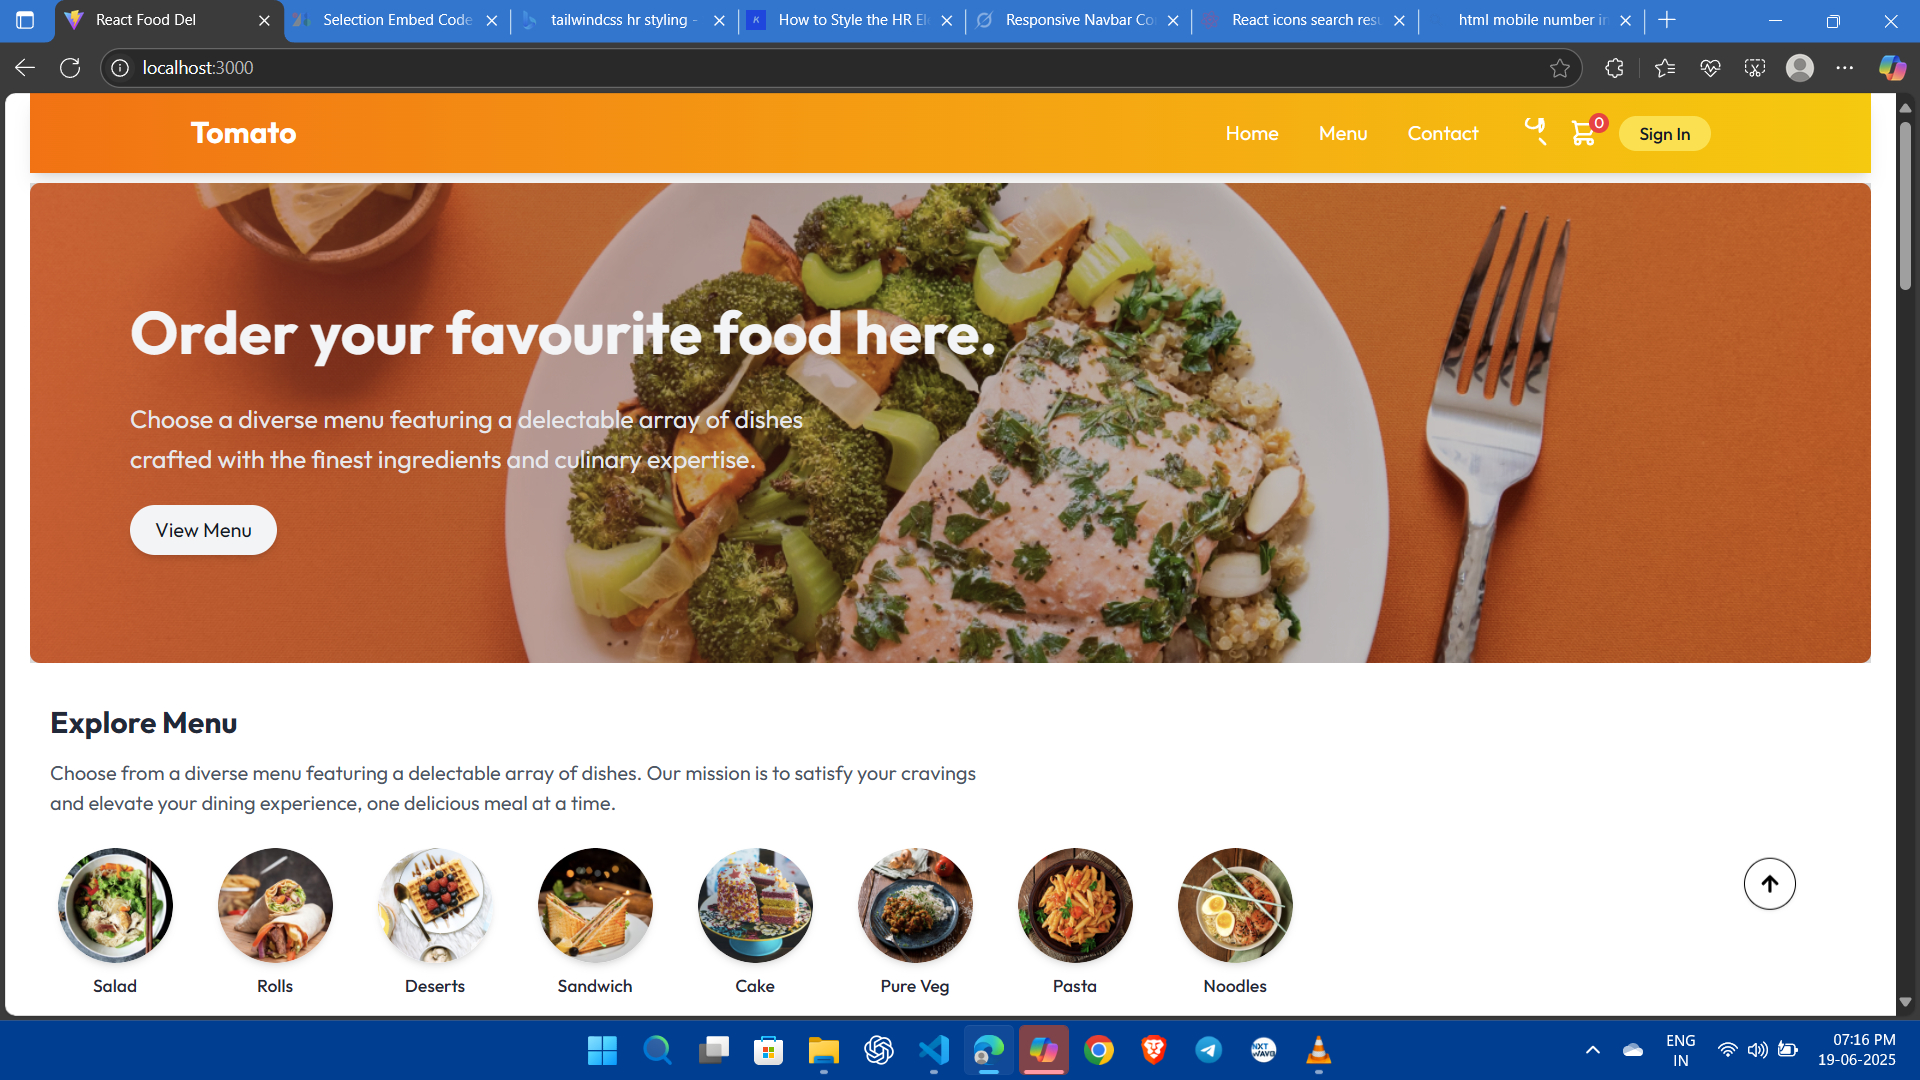 React Food Del
Selection Embed Code
tailwindcss hr styling -
How to Style the HR El
Responsive Navbar Co
React icons search resu
html mobile number in
localhost:3000
Tomato
Home
Menu
Contact
0
Sign In
Order your favourite food here.
Choose a diverse menu featuring a delectable array of dishes
crafted with the finest ingredients and culinary expertise.
View Menu
Explore Menu
Choose from a diverse menu featuring a delectable array of dishes. Our mission is to satisfy your cravings
and elevate your dining experience, one delicious meal at a time.
Salad
Rolls
Deserts
Sandwich
Cake
Pure Veg
Pasta
Noodles
NXT
WAVE
ENG
IN
07:16 PM
19-06-2025